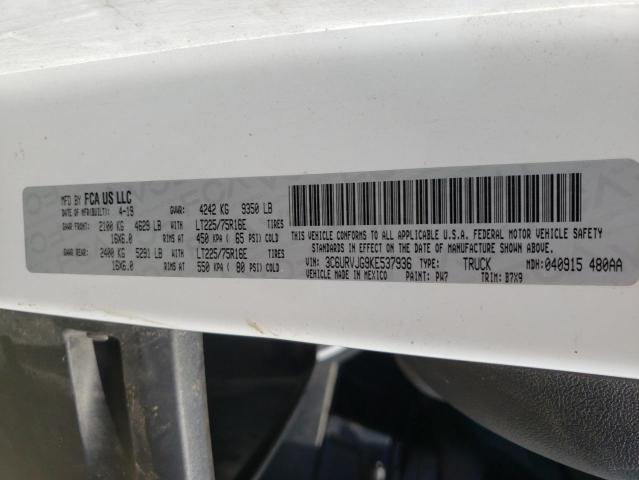 MFD BY FCA US LLC
DATE OF MFR(BUILT): 4-19 GVWR: 4242 KG 9350 LB
GAWR FRONT: 2100 KG 4629 LB WITH LT225/75R16E TIRES
16X6.0 RIMS AT 450 KPA ( 65 PSI) COLD
GAWR REAR: 2400 KG 5291 LB WITH LT225/75R16E TIRES
16X6.0 RIMS AT 550 KPA ( 80 PSI) COLD
THIS VEHICLE CONFORMS TO ALL APPLICABLE U.S.A. FEDERAL MOTOR VEHICLE SAFETY
STANDARDS IN EFFECT ON THE DATE OF MANUFACTURE SHOWN ABOVE.
VIN: 3C6URVJG9KE537936 TYPE: TRUCK MDH: 040915 480AA
VEHICLE MADE IN MEXICO PAINT: PW7 TRIM: B7X9